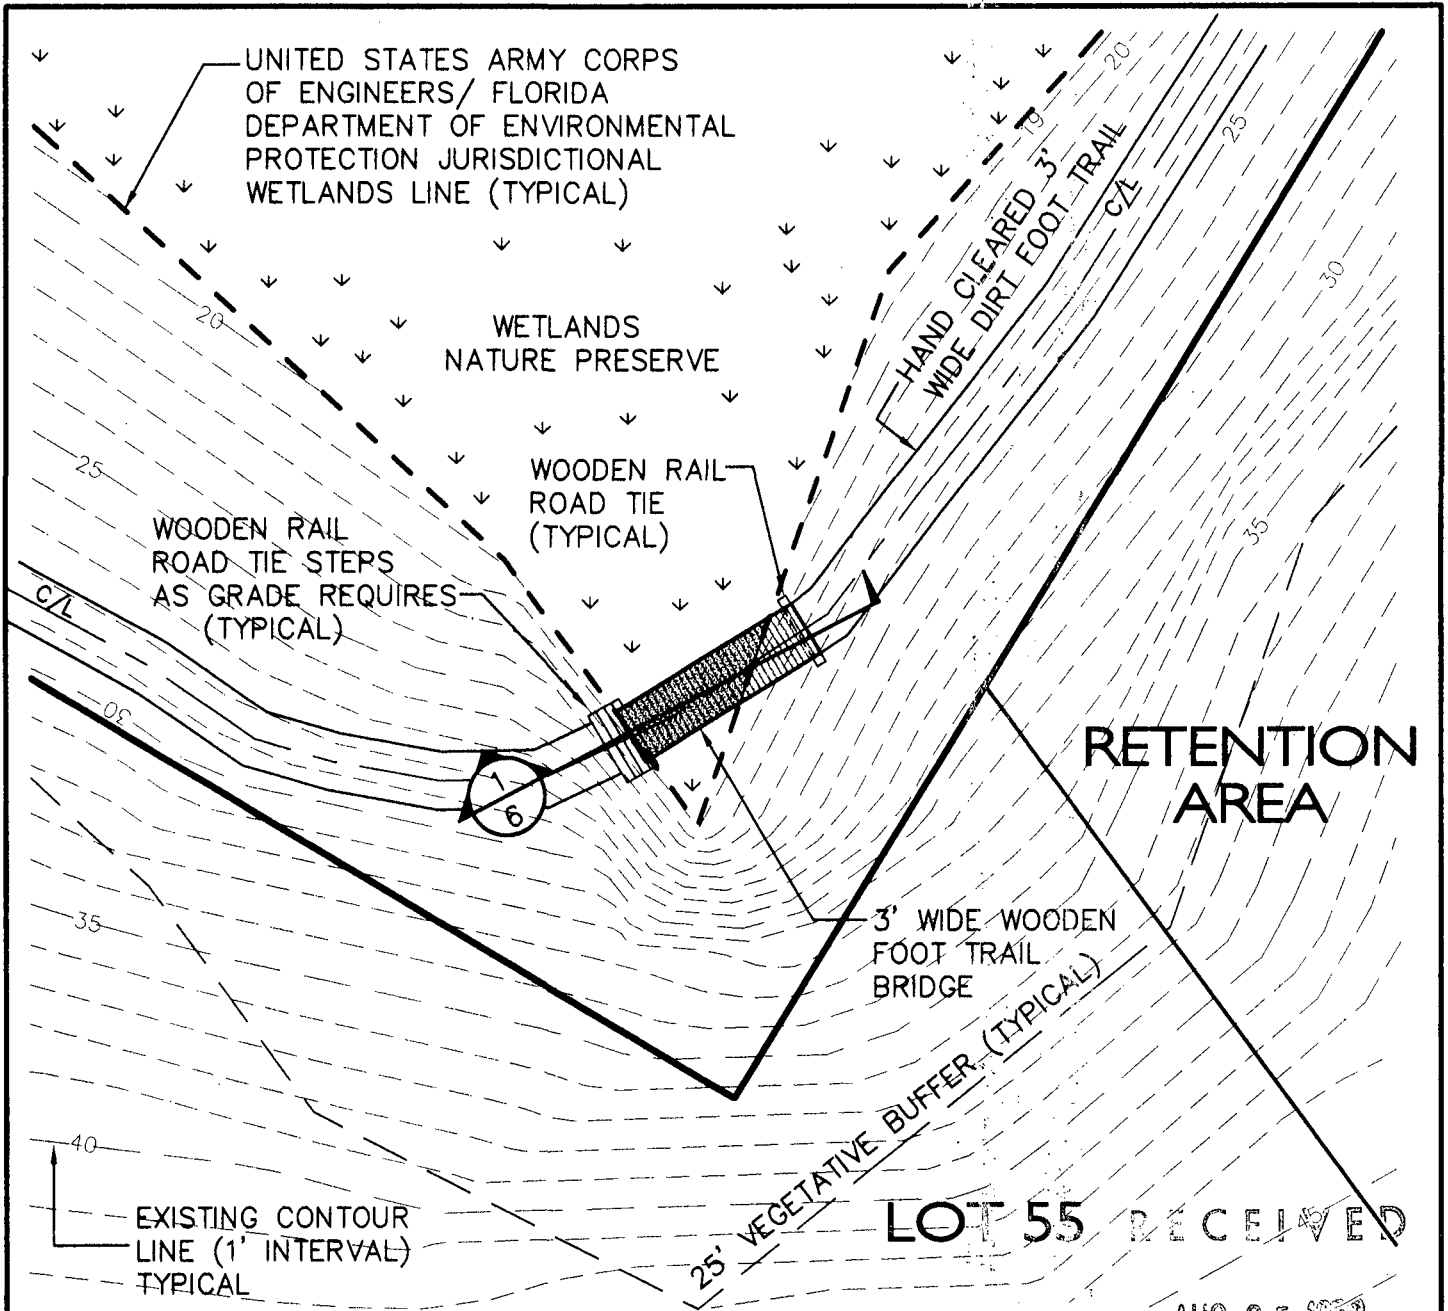 UNITED STATES ARMY CORPS
OF ENGINEERS/ FLORIDA
DEPARTMENT OF ENVIRONMENTAL
PROTECTION JURISDICTIONAL
WETLANDS LINE (TYPICAL)
20
19
25
HAND CLEARED 3'
WIDE DIRT FOOT TRAIL
C/L
30
20
WETLANDS
NATURE PRESERVE
25
WOODEN RAIL
ROAD TIE
(TYPICAL)
WOODEN RAIL
ROAD TIE STEPS
AS GRADE REQUIRES
(TYPICAL)
35
C/L
30
1
6
RETENTION
AREA
35
3' WIDE WOODEN
FOOT TRAIL
BRIDGE
25' VEGETATIVE BUFFER (TYPICAL)
40
EXISTING CONTOUR
LINE (1' INTERVAL)
TYPICAL
LOT 55
RECEIVED
45
AUG